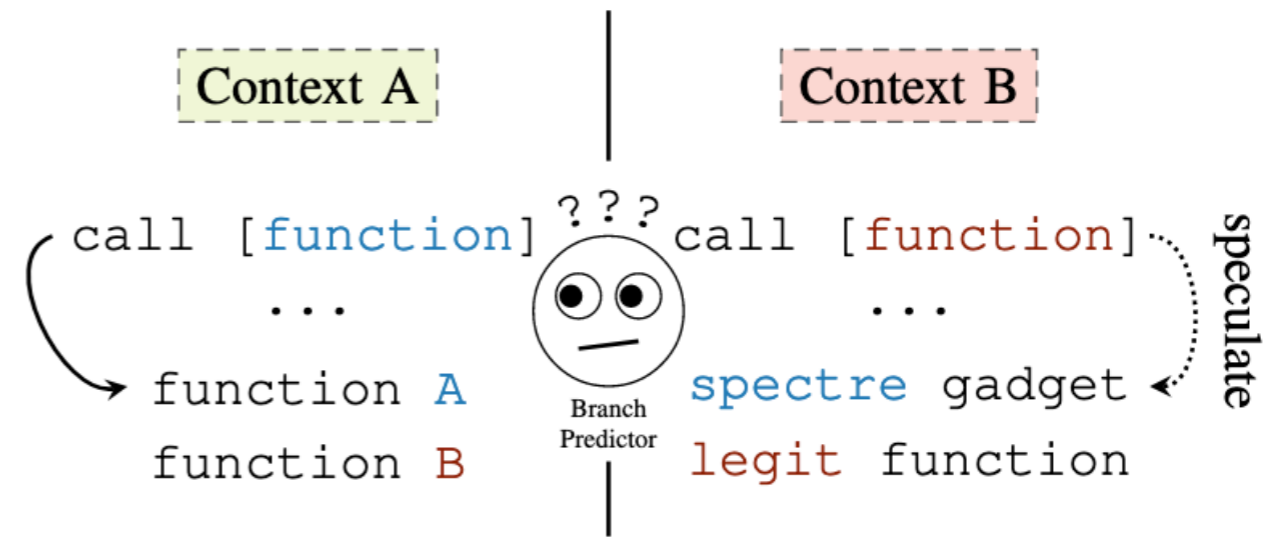 Context A
call [function]
...
function A
function B
? ? ?
Branch
Predictor
Context B
call [function]
...
spectre gadget
legit function
speculate